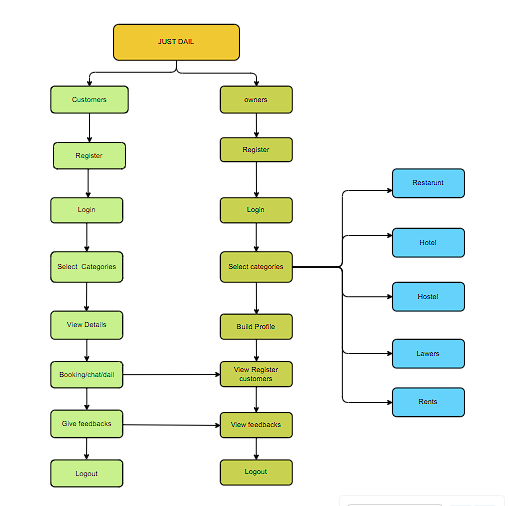 JUST DAIL
Customers
owners
Register
Register
Login
Login
Select Categories
Select categories
View Details
Build Profile
Booking/chat/dail
View Register
customers
Give feedbacks
View feedbacks
Logout
Logout
Restarunt
Hotel
Hostel
Lawers
Rents